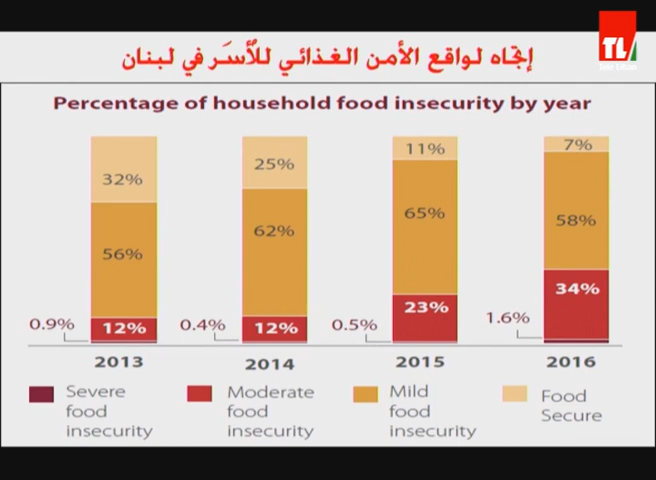 TL
إتجاه لواقع الأمن الغذائي للأسَر في لبنان
Percentage of household food insecurity by year
32% 25% 11% 7%
56% 62% 65% 58%
0.9% 12% 0.4% 12% 0.5% 23% 1.6% 34%
2013 2014 2015 2016
Severe food insecurity
Moderate food insecurity
Mild food insecurity
Food Secure